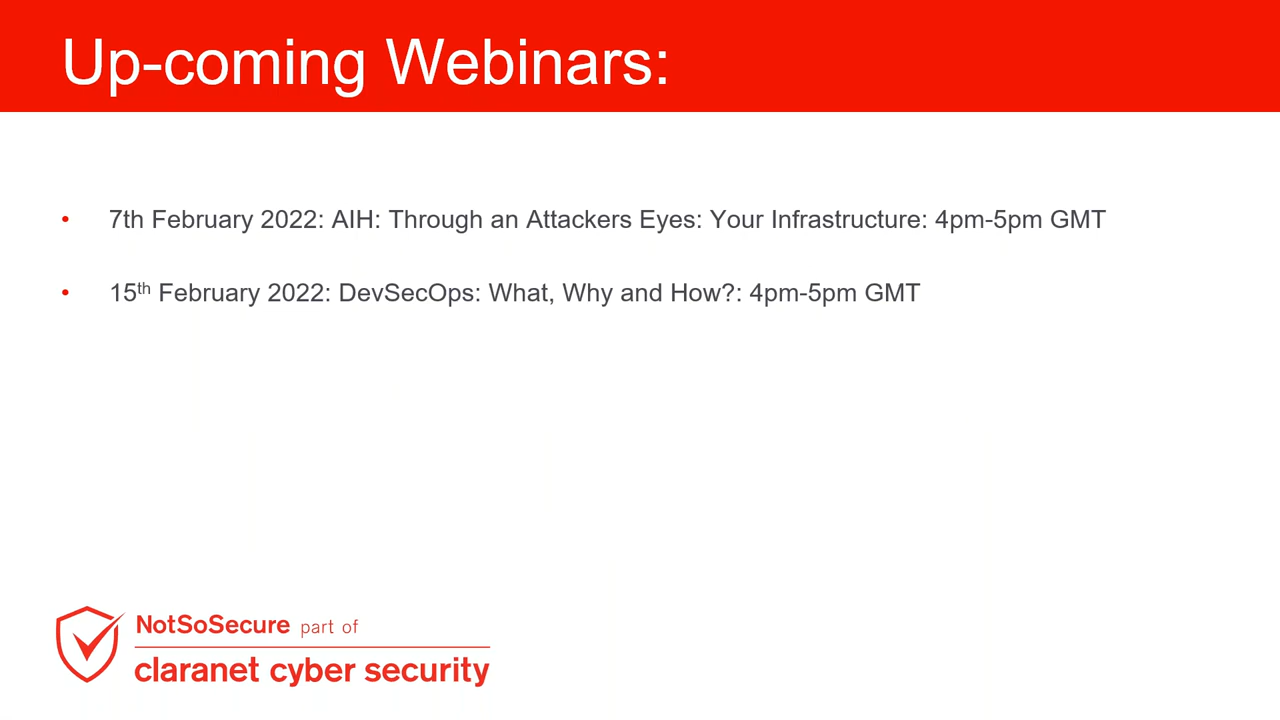 Up-coming Webinars:
• 7th February 2022: AIH: Through an Attackers Eyes: Your Infrastructure: 4pm-5pm GMT
• 15th February 2022: DevSecOps: What, Why and How?: 4pm-5pm GMT
NotSoSecure part of
claranet cyber security